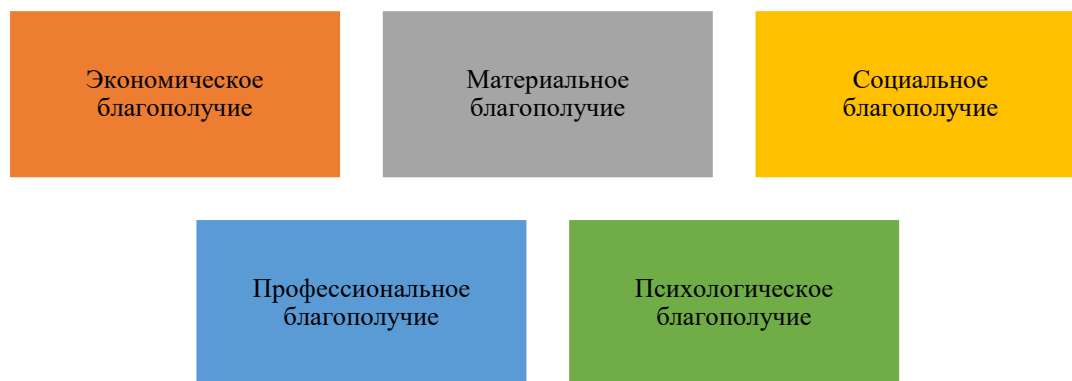 Экономическое
благополучие
Материальное
благополучие
Социальное
благополучие
Профессиональное
благополучие
Психологическое
благополучие